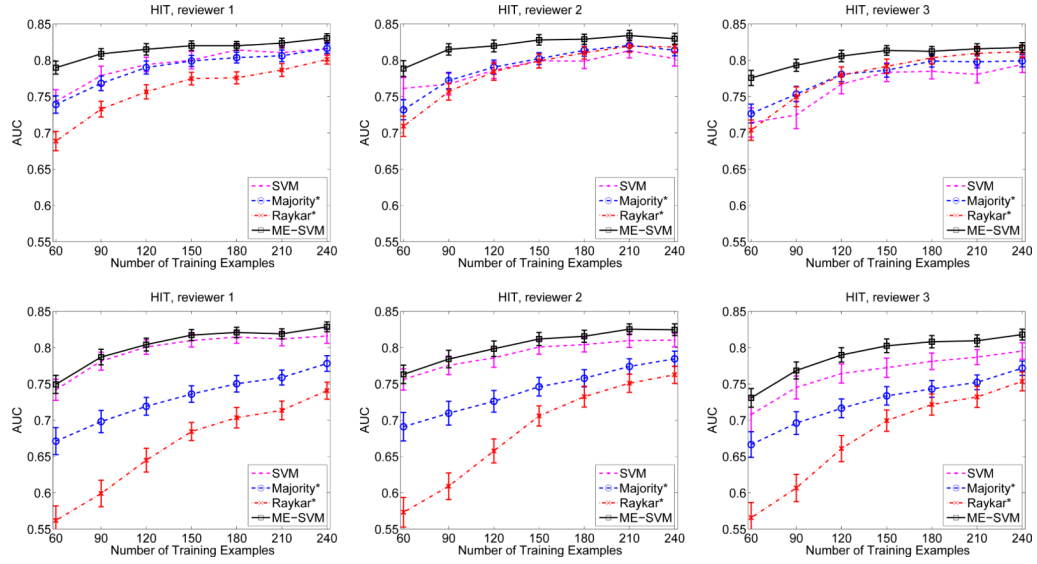 HIT, reviewer 1
0.85
0.8
0.75
0.7
0.65
0.6
0.55
AUC
60 90 120 150 180 210 240
Number of Training Examples
SVM
Majority*
Raykar*
ME-SVM
HIT, reviewer 2
0.85
0.8
0.75
0.7
0.65
0.6
0.55
AUC
60 90 120 150 180 210 240
Number of Training Examples
SVM
Majority*
Raykar*
ME-SVM
HIT, reviewer 3
0.85
0.8
0.75
0.7
0.65
0.6
0.55
AUC
60 90 120 150 180 210 240
Number of Training Examples
SVM
Majority*
Raykar*
ME-SVM
HIT, reviewer 1
0.85
0.8
0.75
0.7
0.65
0.6
0.55
AUC
60 90 120 150 180 210 240
Number of Training Examples
SVM
Majority*
Raykar*
ME-SVM
HIT, reviewer 2
0.85
0.8
0.75
0.7
0.65
0.6
0.55
AUC
60 90 120 150 180 210 240
Number of Training Examples
SVM
Majority*
Raykar*
ME-SVM
HIT, reviewer 3
0.85
0.8
0.75
0.7
0.65
0.6
0.55
AUC
60 90 120 150 180 210 240
Number of Training Examples
SVM
Majority*
Raykar*
ME-SVM